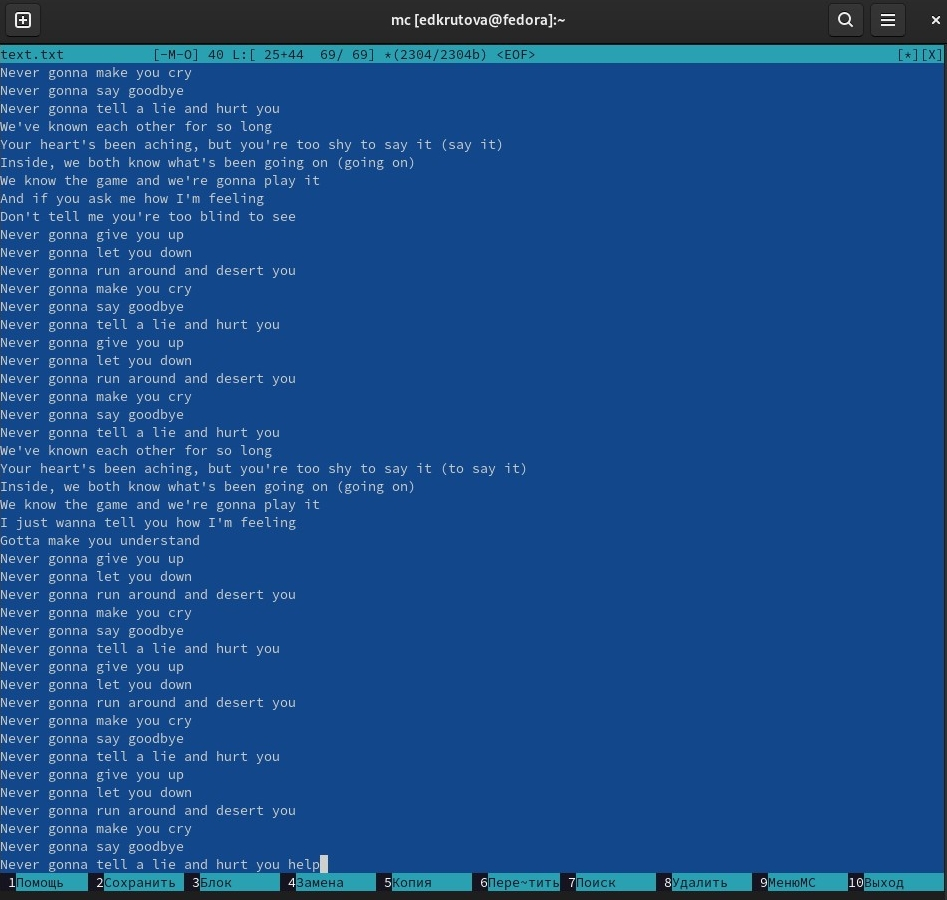 mc [edkrutova@fedora]:~
text.txt [-M-O] 40 L:[ 25+44 69/ 69] *(2304/2304b) <EOF> [*][X]
Never gonna make you cry
Never gonna say goodbye
Never gonna tell a lie and hurt you
We've known each other for so long
Your heart's been aching, but you're too shy to say it (say it)
Inside, we both know what's been going on (going on)
We know the game and we're gonna play it
And if you ask me how I'm feeling
Don't tell me you're too blind to see
Never gonna give you up
Never gonna let you down
Never gonna run around and desert you
Never gonna make you cry
Never gonna say goodbye
Never gonna tell a lie and hurt you
Never gonna give you up
Never gonna let you down
Never gonna run around and desert you
Never gonna make you cry
Never gonna say goodbye
Never gonna tell a lie and hurt you
We've known each other for so long
Your heart's been aching, but you're too shy to say it (to say it)
Inside, we both know what's been going on (going on)
We know the game and we're gonna play it
I just wanna tell you how I'm feeling
Gotta make you understand
Never gonna give you up
Never gonna let you down
Never gonna run around and desert you
Never gonna make you cry
Never gonna say goodbye
Never gonna tell a lie and hurt you
Never gonna give you up
Never gonna let you down
Never gonna run around and desert you
Never gonna make you cry
Never gonna say goodbye
Never gonna tell a lie and hurt you
Never gonna give you up
Never gonna let you down
Never gonna run around and desert you
Never gonna make you cry
Never gonna say goodbye
Never gonna tell a lie and hurt you help
1Помощь 2Сохранить 3Блок 4Замена 5Копия 6Пере~тить 7Поиск 8Удалить 9МенюMC 10Выход